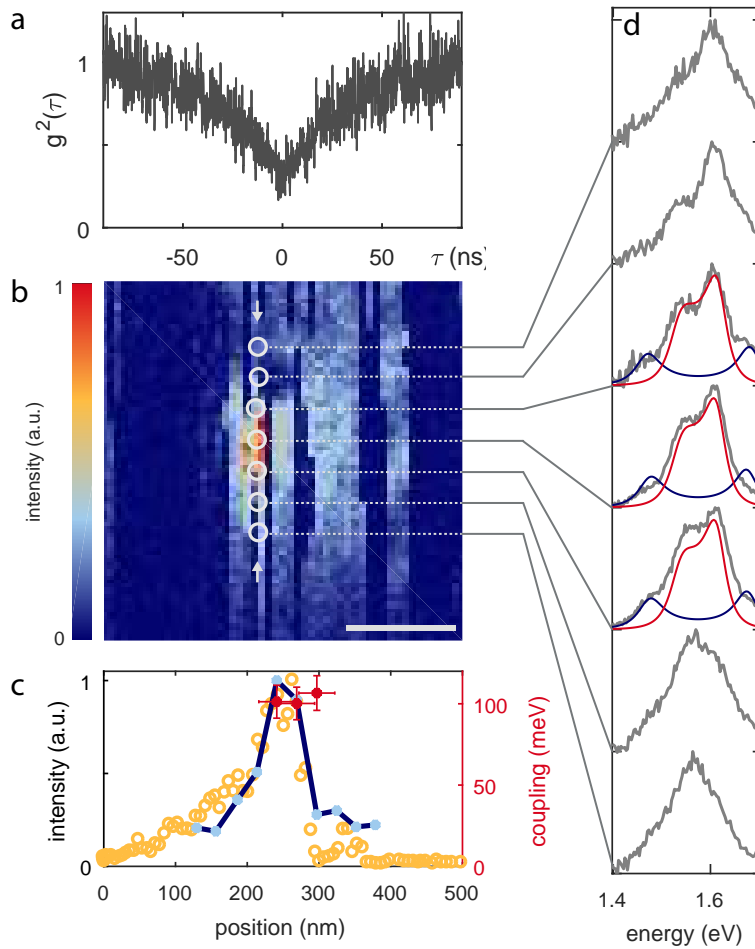 a
d
1
g²(τ)
0
-50
0
50
τ (ns)
b
1
intensity (a.u.)
0
c
1
intensity (a.u.)
0
100
50
0
coupling (meV)
0
100
200
300
400
500
position (nm)
1.4
1.6
energy (eV)